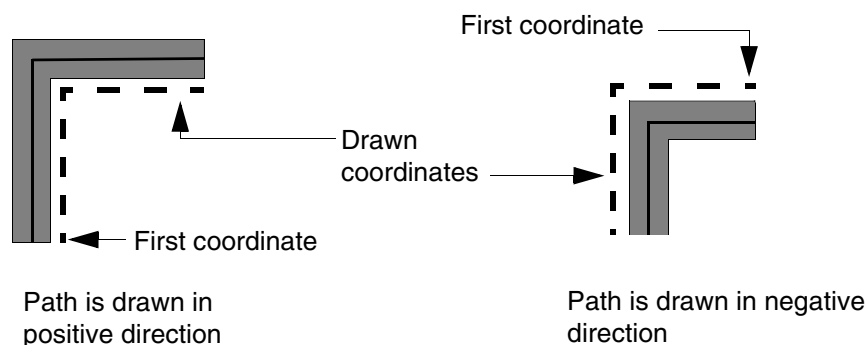 First coordinate
Drawn
coordinates
First coordinate
Path is drawn in
positive direction
Path is drawn in negative
direction